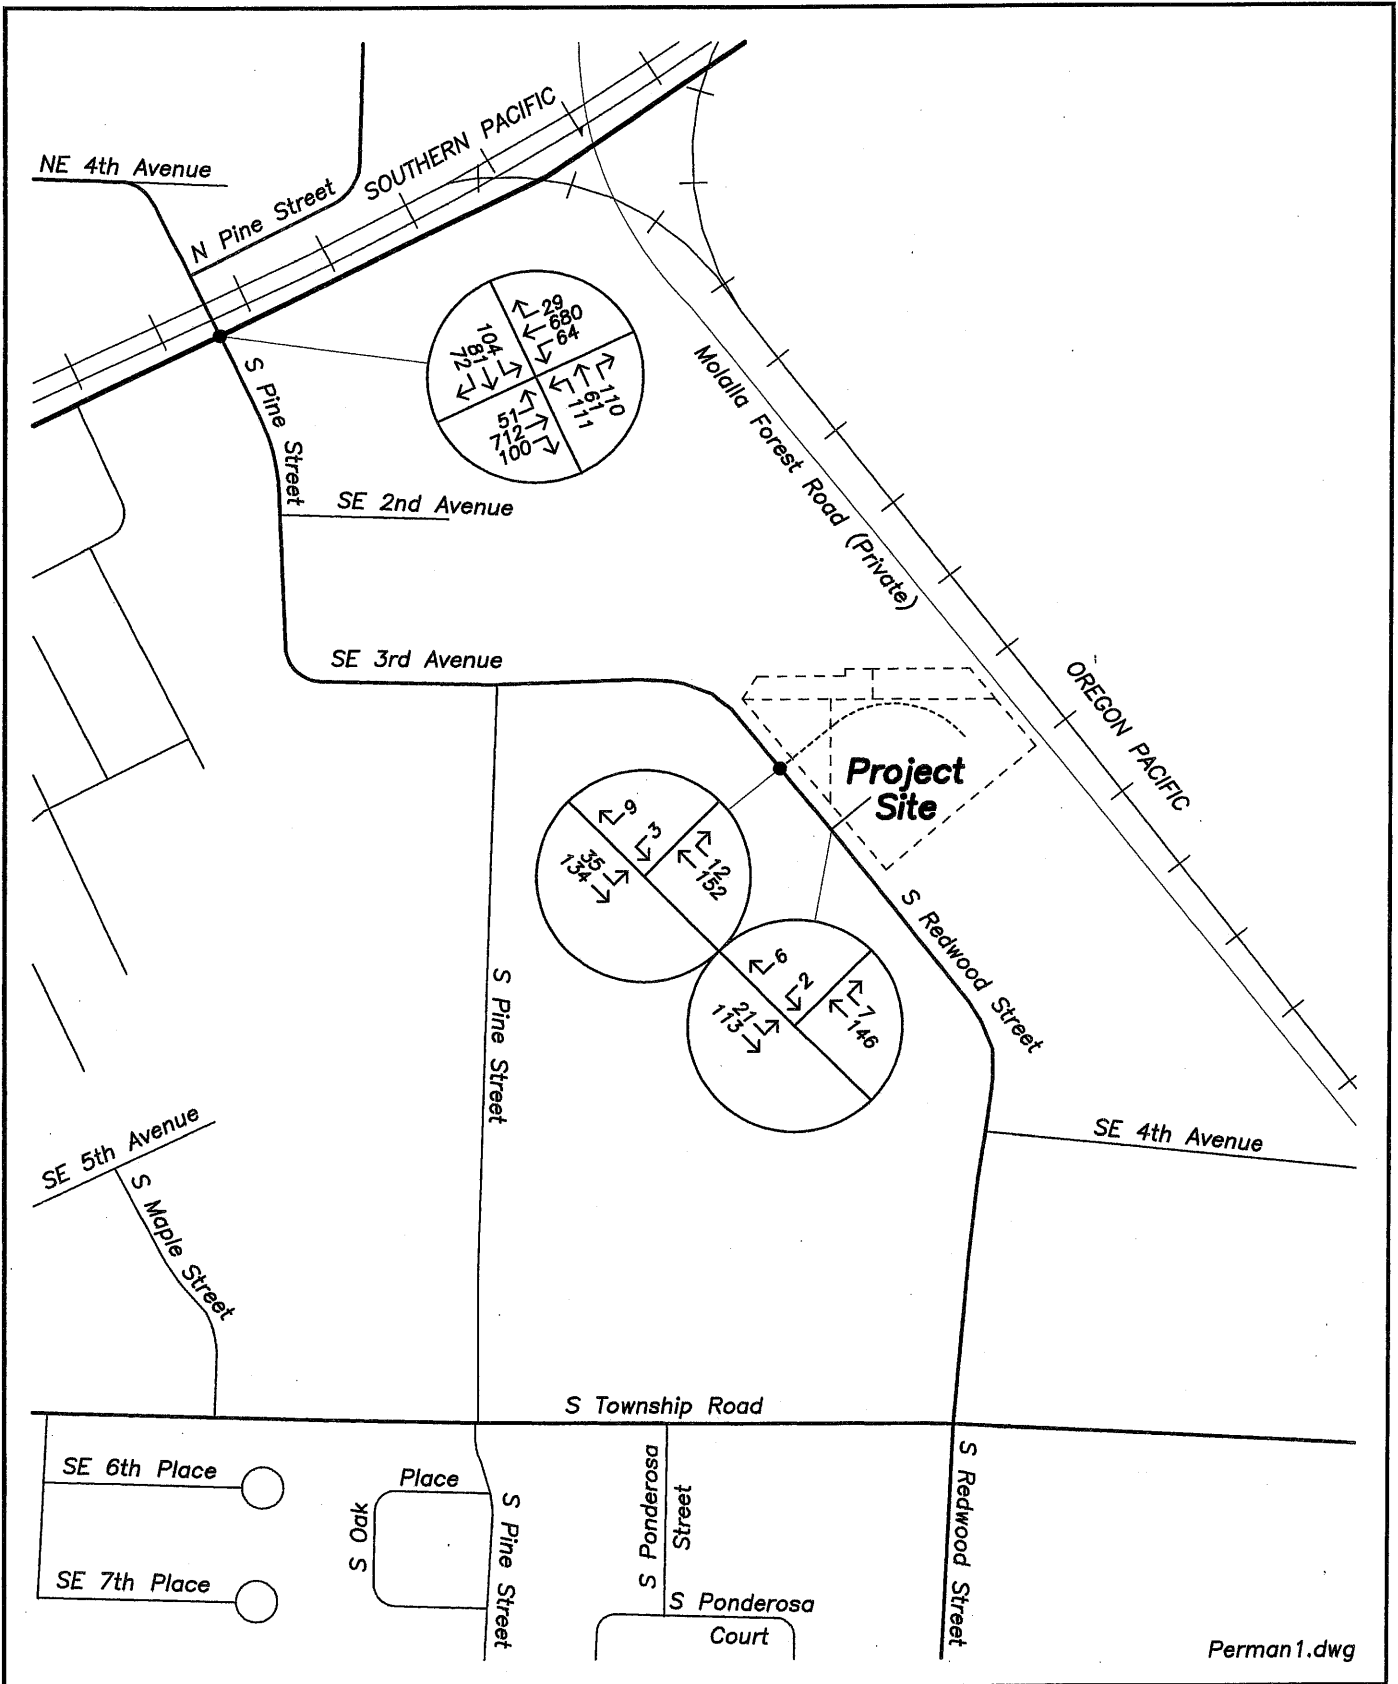 NE 4th Avenue
N Pine Street
SOUTHERN PACIFIC
29
680
64
104
81
72
110
61
111
51
712
100
S Pine Street
SE 2nd Avenue
Molalla Forest Road (Private)
SE 3rd Avenue
OREGON PACIFIC
Project
Site
9
3
35
134
12
152
6
2
21
113
7
146
S Redwood Street
S Pine Street
SE 4th Avenue
SE 5th Avenue
S Maple Street
S Township Road
SE 6th Place
SE 7th Place
S Oak
Place
S Pine Street
S Ponderosa
Street
S Ponderosa
Court
S Redwood Street
Perman1.dwg